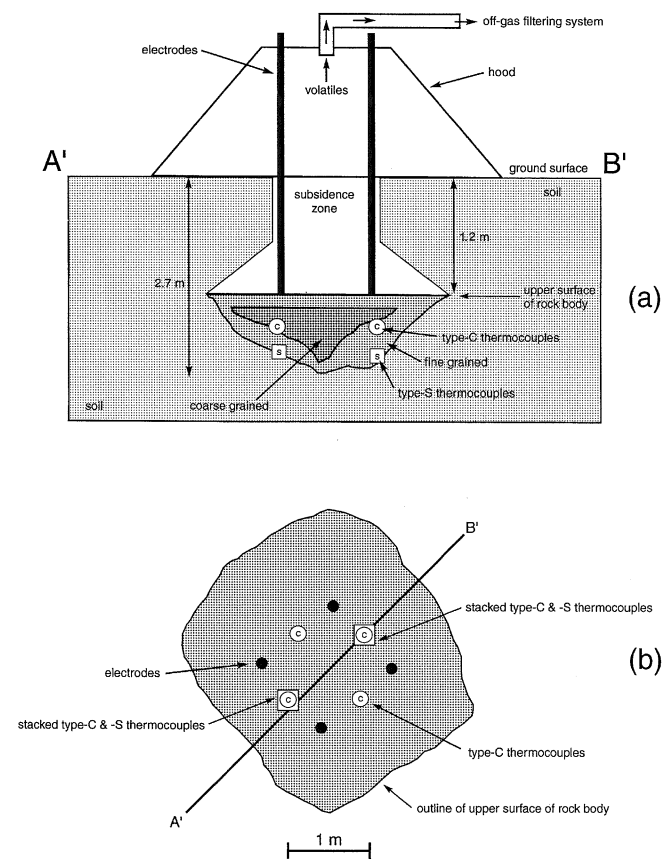 off-gas filtering system
electrodes
volatiles
hood
A'
B'
ground surface
subsidence
zone
soil
1.2 m
2.7 m
upper surface
of rock body
(a)
C
C
type-C thermocouples
S
S
fine grained
type-S thermocouples
coarse grained
soil
B'
stacked type-C & -S thermocouples
C
C
(b)
electrodes
C
C
stacked type-C & -S thermocouples
type-C thermocouples
outline of upper surface of rock body
A'
1 m